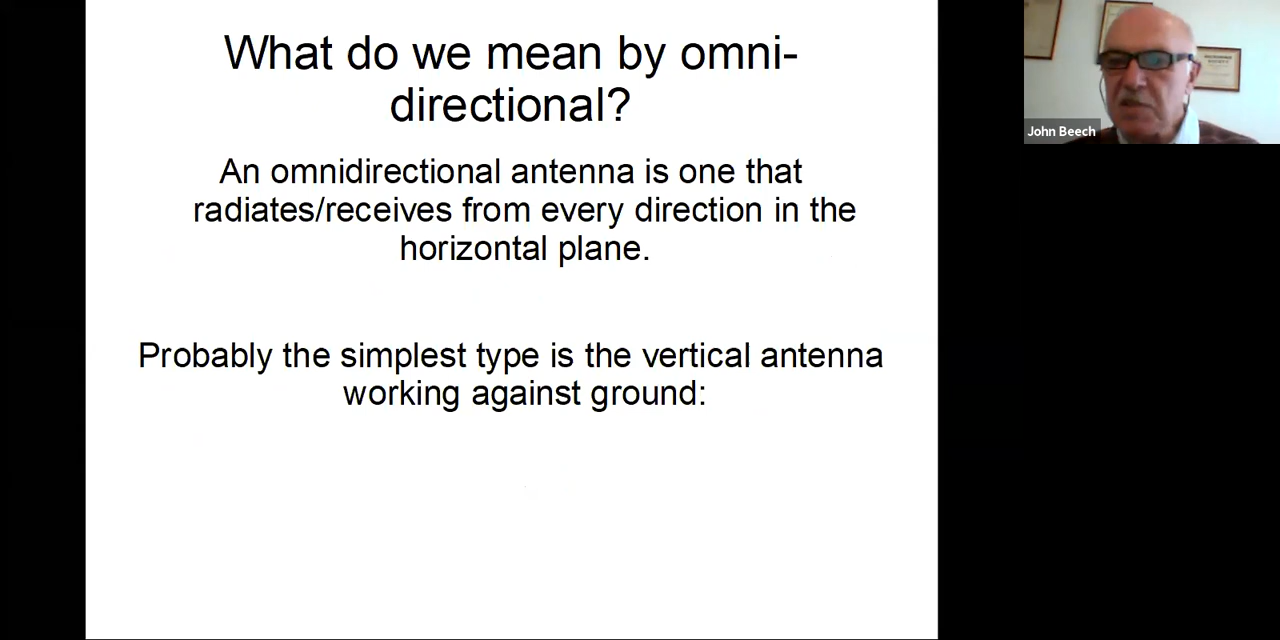 What do we mean by omni-
directional?
An omnidirectional antenna is one that
radiates/receives from every direction in the
horizontal plane.
Probably the simplest type is the vertical antenna
working against ground:
John Beech